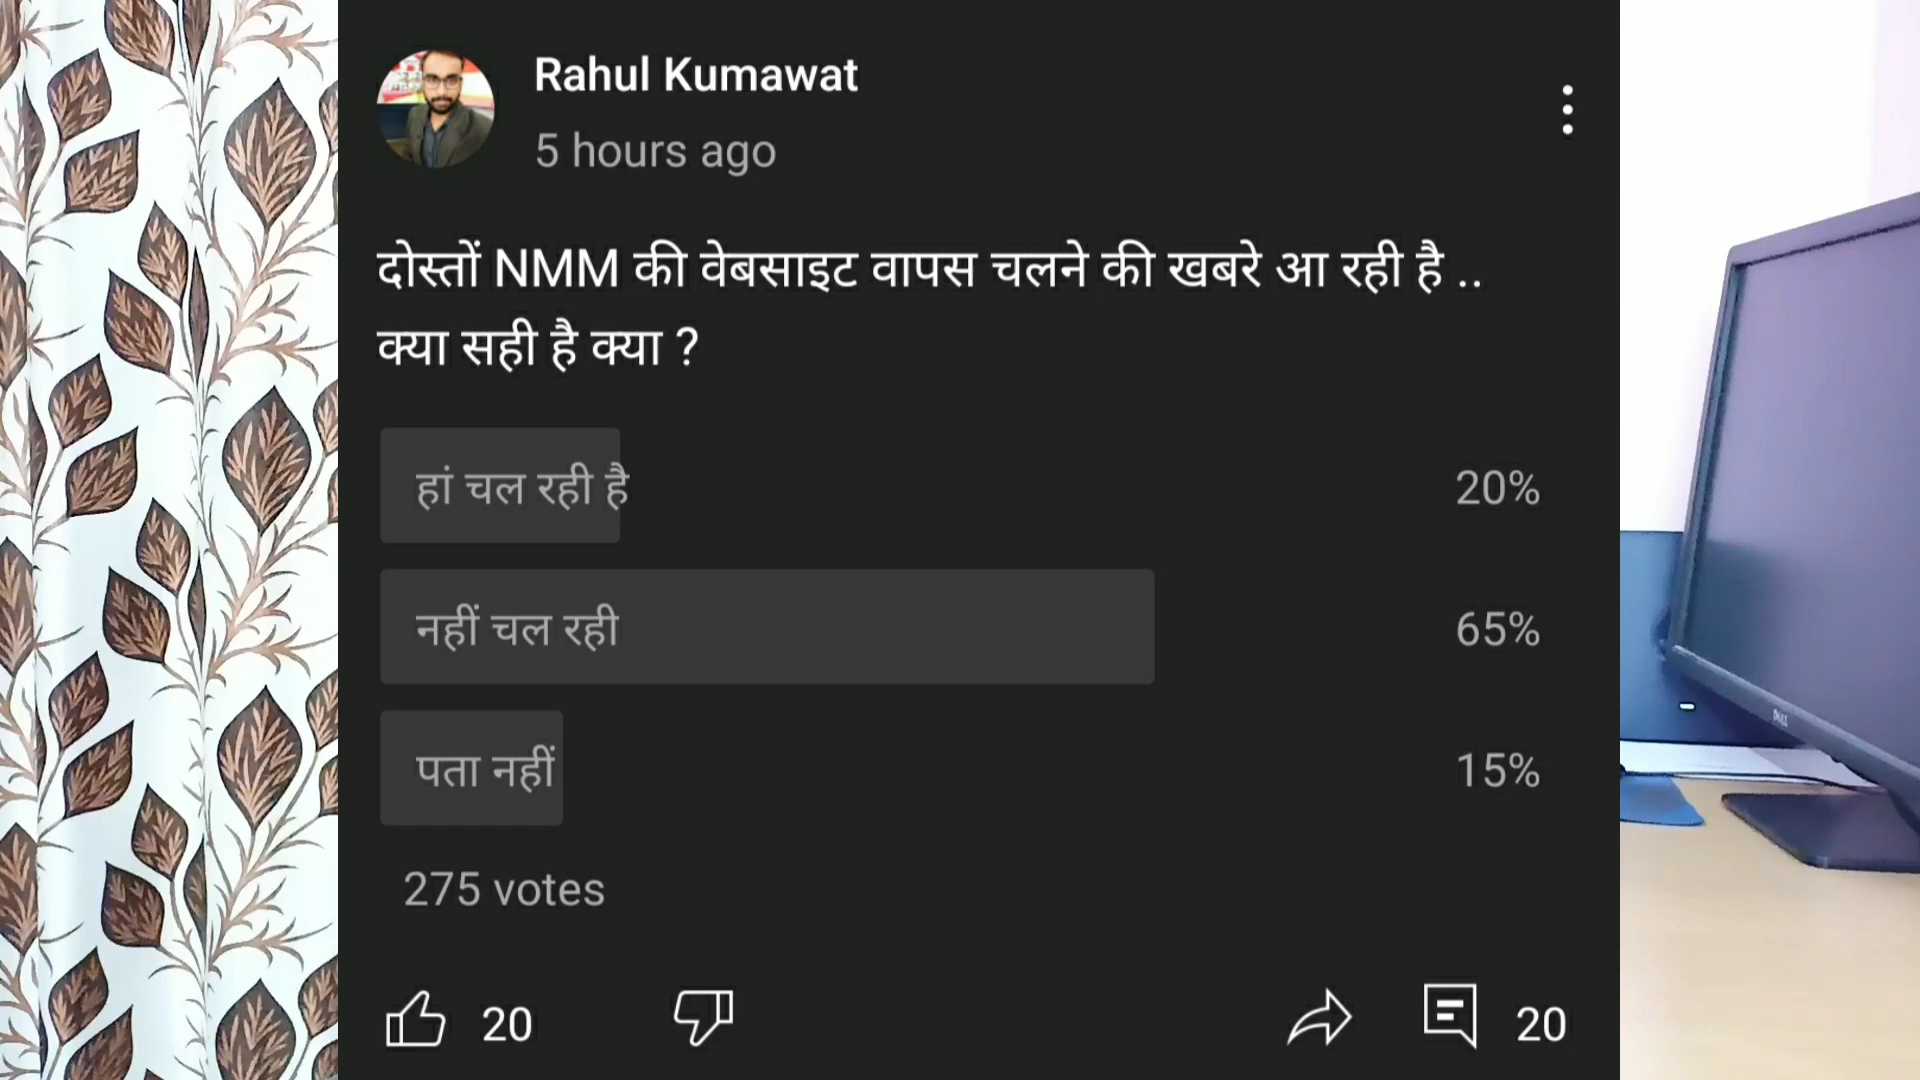 Rahul Kumawat
5 hours ago
दोस्तों NMM की वेबसाइट वापस चलने की खबरे आ रही है ..
क्या सही है क्या ?
हां चल रही है 20%
नहीं चल रही 65%
पता नहीं 15%
275 votes
20 20
DELL